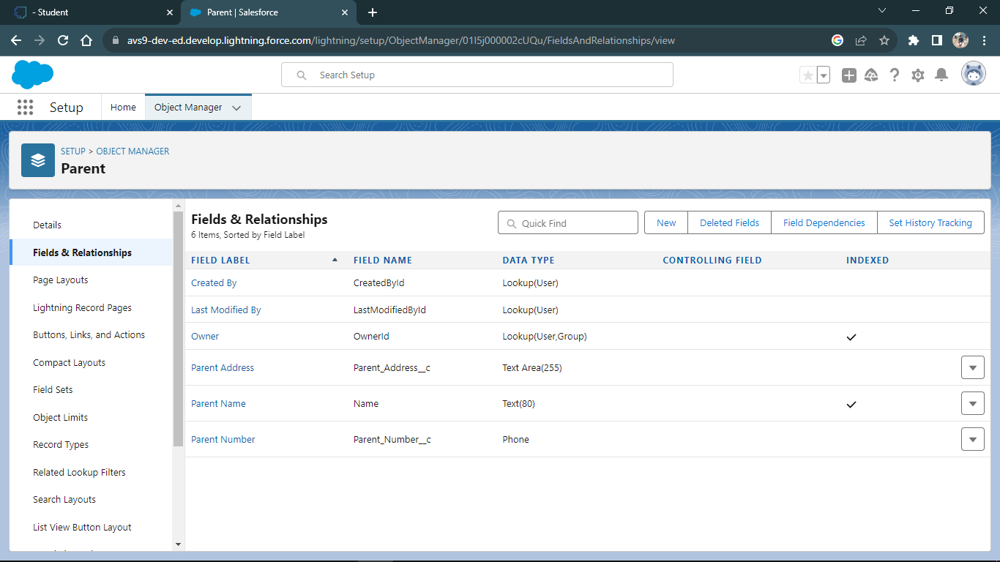 - Student
Parent | Salesforce
avs9-dev-ed.develop.lightning.force.com/lightning/setup/ObjectManager/01I5j000002cUQu/FieldsAndRelationships/view
Search Setup
Setup
Home
Object Manager
SETUP > OBJECT MANAGER
Parent
Details
Fields & Relationships
Page Layouts
Lightning Record Pages
Buttons, Links, and Actions
Compact Layouts
Field Sets
Object Limits
Record Types
Related Lookup Filters
Search Layouts
List View Button Layout
Fields & Relationships
6 Items, Sorted by Field Label
Quick Find
New
Deleted Fields
Field Dependencies
Set History Tracking
FIELD LABEL FIELD NAME DATA TYPE CONTROLLING FIELD INDEXED
Created By CreatedById Lookup(User)
Last Modified By LastModifiedById Lookup(User)
Owner OwnerId Lookup(User,Group)
Parent Address Parent_Address__c Text Area(255)
Parent Name Name Text(80)
Parent Number Parent_Number__c Phone